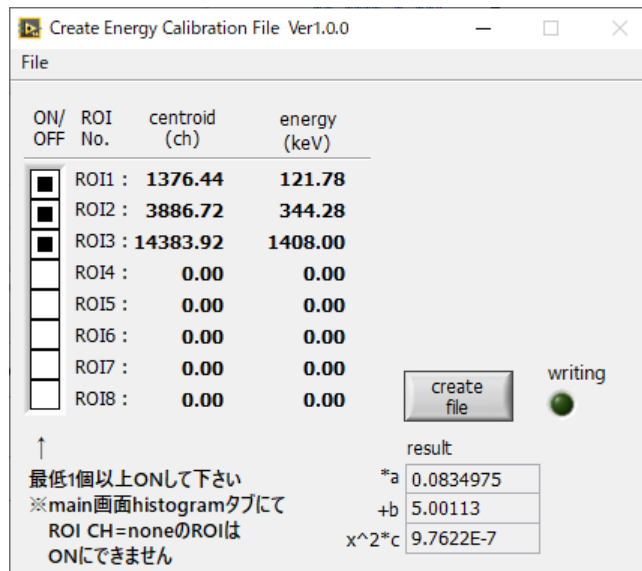 Create Energy Calibration File Ver1.0.0
File
ON/ ROI centroid energy
OFF No. (ch) (keV)
ROI1 : 1376.44 121.78
ROI2 : 3886.72 344.28
ROI3 : 14383.92 1408.00
ROI4 : 0.00 0.00
ROI5 : 0.00 0.00
ROI6 : 0.00 0.00
ROI7 : 0.00 0.00
ROI8 : 0.00 0.00
create
file
writing
↑
最低1個以上ONして下さい
※main画面histogramタブにて
ROI CH=noneのROIは
ONにできません
result
*a 0.0834975
+b 5.00113
x^2*c 9.7622E-7